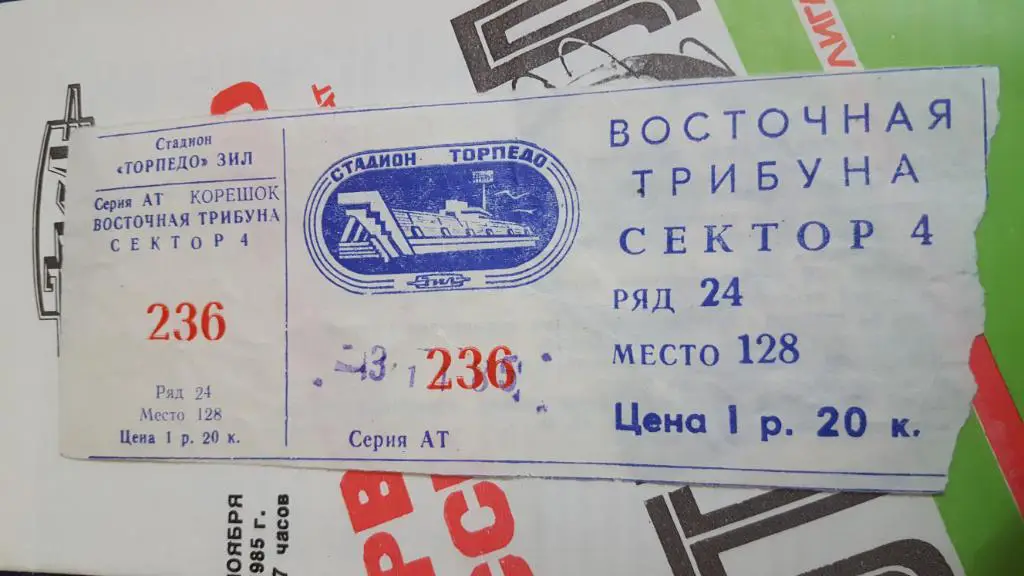 Стадион
«ТОРПЕДО» ЗИЛ
Серия АТ КОРЕШОК
ВОСТОЧНАЯ ТРИБУНА
СЕКТОР 4
236
Ряд 24
Место 128
Цена 1 р. 20 к.
СТАДИОН ТОРПЕДО
ЗИЛ
236
Серия АТ
ВОСТОЧНАЯ
ТРИБУНА
СЕКТОР 4
РЯД 24
МЕСТО 128
Цена 1 р. 20 к.
НОЯБРЯ
985 г.
7 часов
ЛИГА